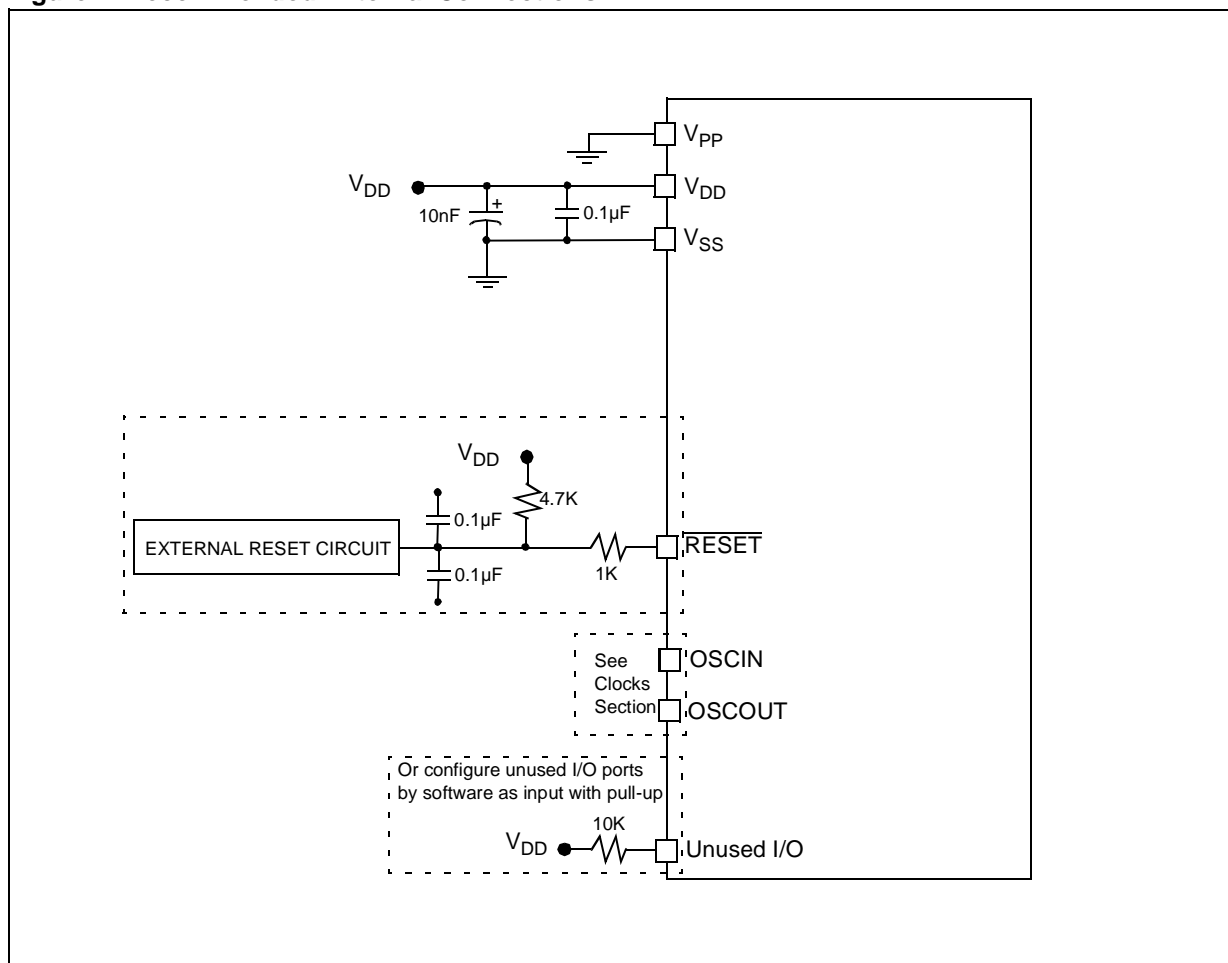 VPP
VDD
VDD
10nF
+
0.1µF
VSS
VDD
4.7K
0.1µF
EXTERNAL RESET CIRCUIT
RESET
1K
0.1µF
See
Clocks
Section
OSCIN
OSCOUT
Or configure unused I/O ports
by software as input with pull-up
10K
VDD
Unused I/O